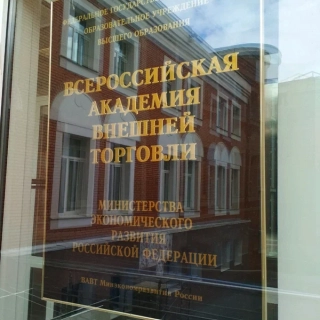 ФЕДЕРАЛЬНОЕ ГОСУДАРСТВЕННОЕ
ОБРАЗОВАТЕЛЬНОЕ УЧРЕЖДЕНИЕ
ВЫСШЕГО ОБРАЗОВАНИЯ
ВСЕРОССИЙСКАЯ
АКАДЕМИЯ
ВНЕШНЕЙ
ТОРГОВЛИ
МИНИСТЕРСТВА
ЭКОНОМИЧЕСКОГО
РАЗВИТИЯ
РОССИЙСКОЙ ФЕДЕРАЦИИ
ВАВТ Минэкономразвития России